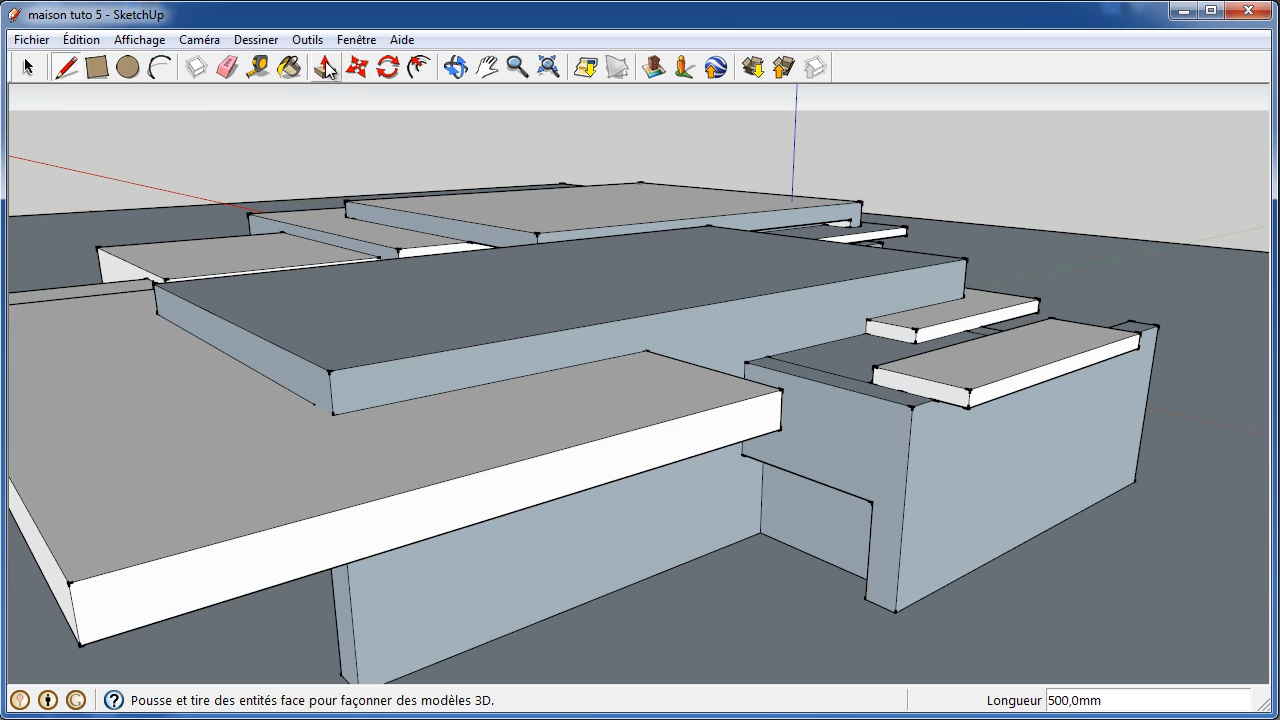 maison tuto 5 - SketchUp
Fichier Édition Affichage Caméra Dessiner Outils Fenêtre Aide
Pousse et tire des entités face pour façonner des modèles 3D. Longueur 500,0mm